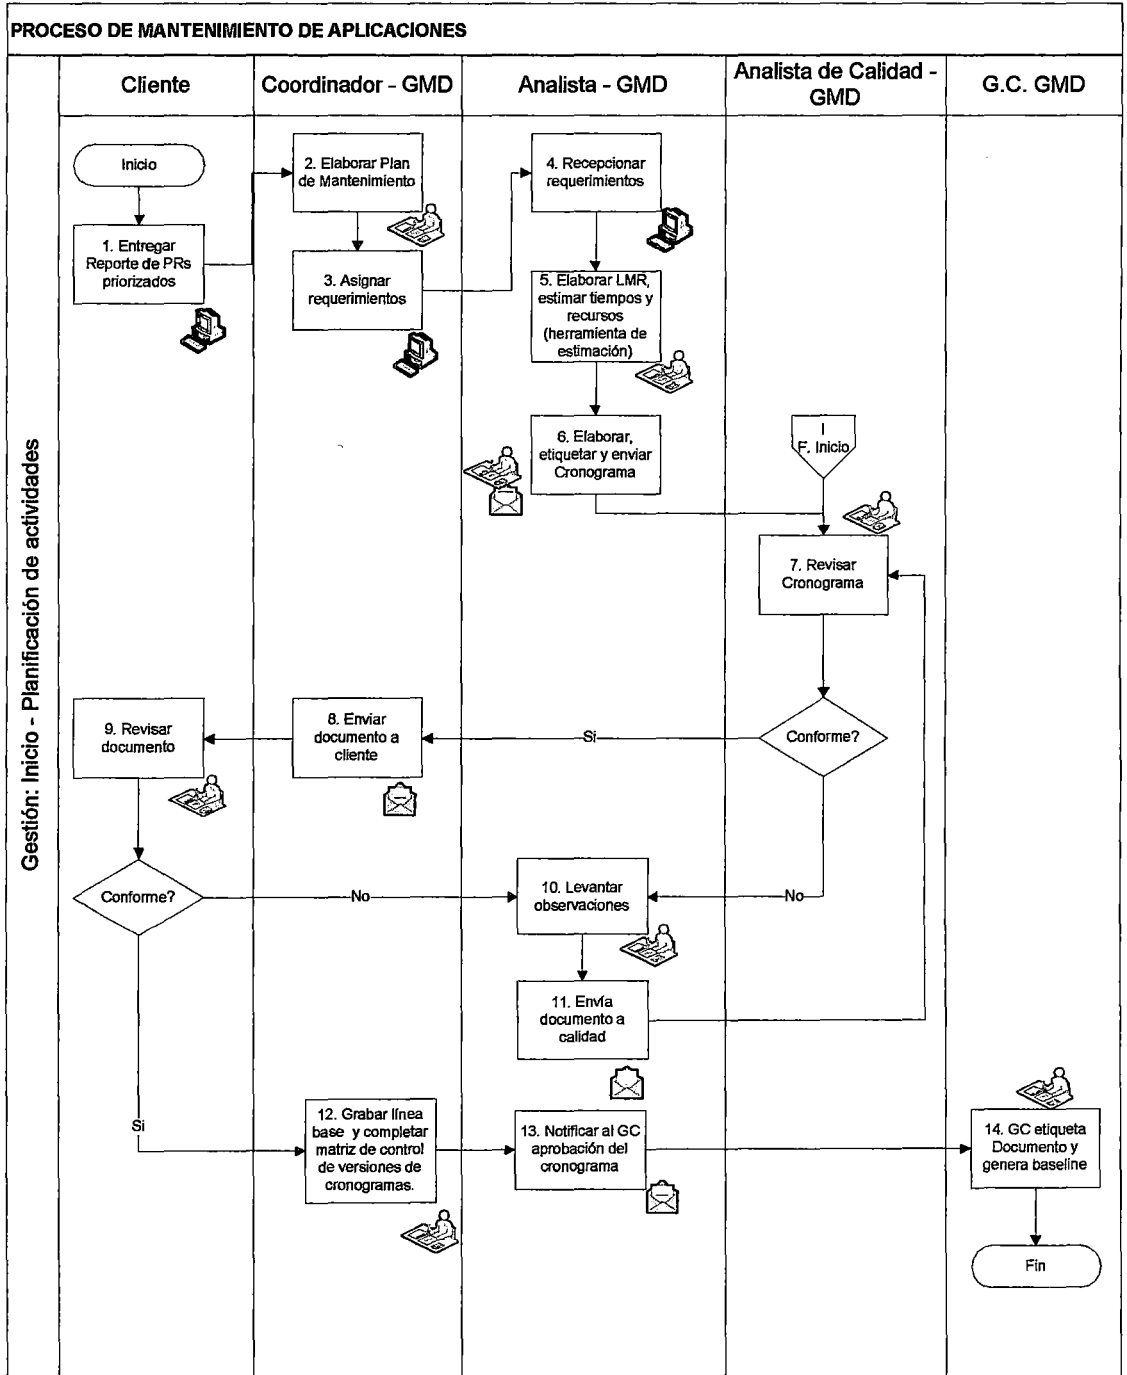 PROCESO DE MANTENIMIENTO DE APLICACIONES
Gestión: Inicio - Planificación de actividades
Cliente
Coordinador - GMD
Analista - GMD
Analista de Calidad -
GMD
G.C. GMD
Inicio
1. Entregar
Reporte de PRs
priorizados
2. Elaborar Plan
de Mantenimiento
3. Asignar
requerimientos
4. Recepcionar
requerimientos
5. Elaborar LMR,
estimar tiempos y
recursos
(herramienta de
estimación)
6. Elaborar,
etiquetar y enviar
Cronograma
I
F. Inicio
7. Revisar
Cronograma
Conforme?
Si
8. Enviar
documento a
cliente
9. Revisar
documento
Conforme?
No
10. Levantar
observaciones
No
11. Envía
documento a
calidad
Si
12. Grabar línea
base y completar
matriz de control
de versiones de
cronogramas.
13. Notificar al GC
aprobación del
cronograma
14. GC etiqueta
Documento y
genera baseline
Fin